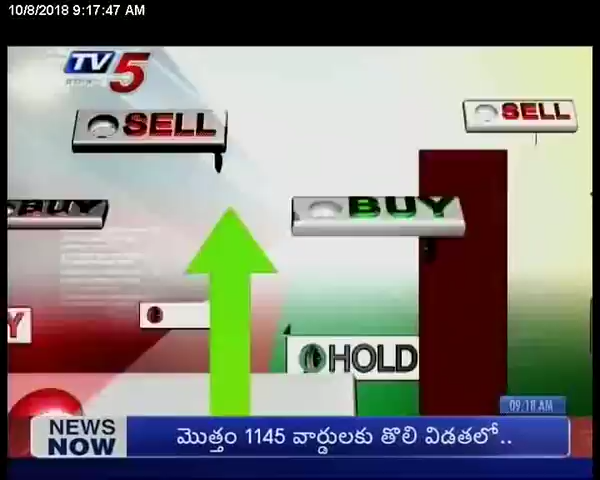 10/8/2018 9:17:47 AM
TV5
SELL
SELL
BUY
BUY
Y
HOLD
09:18 AM
NEWS
NOW
మొత్తం 1145 వార్డులకు తొలి విడతలో..